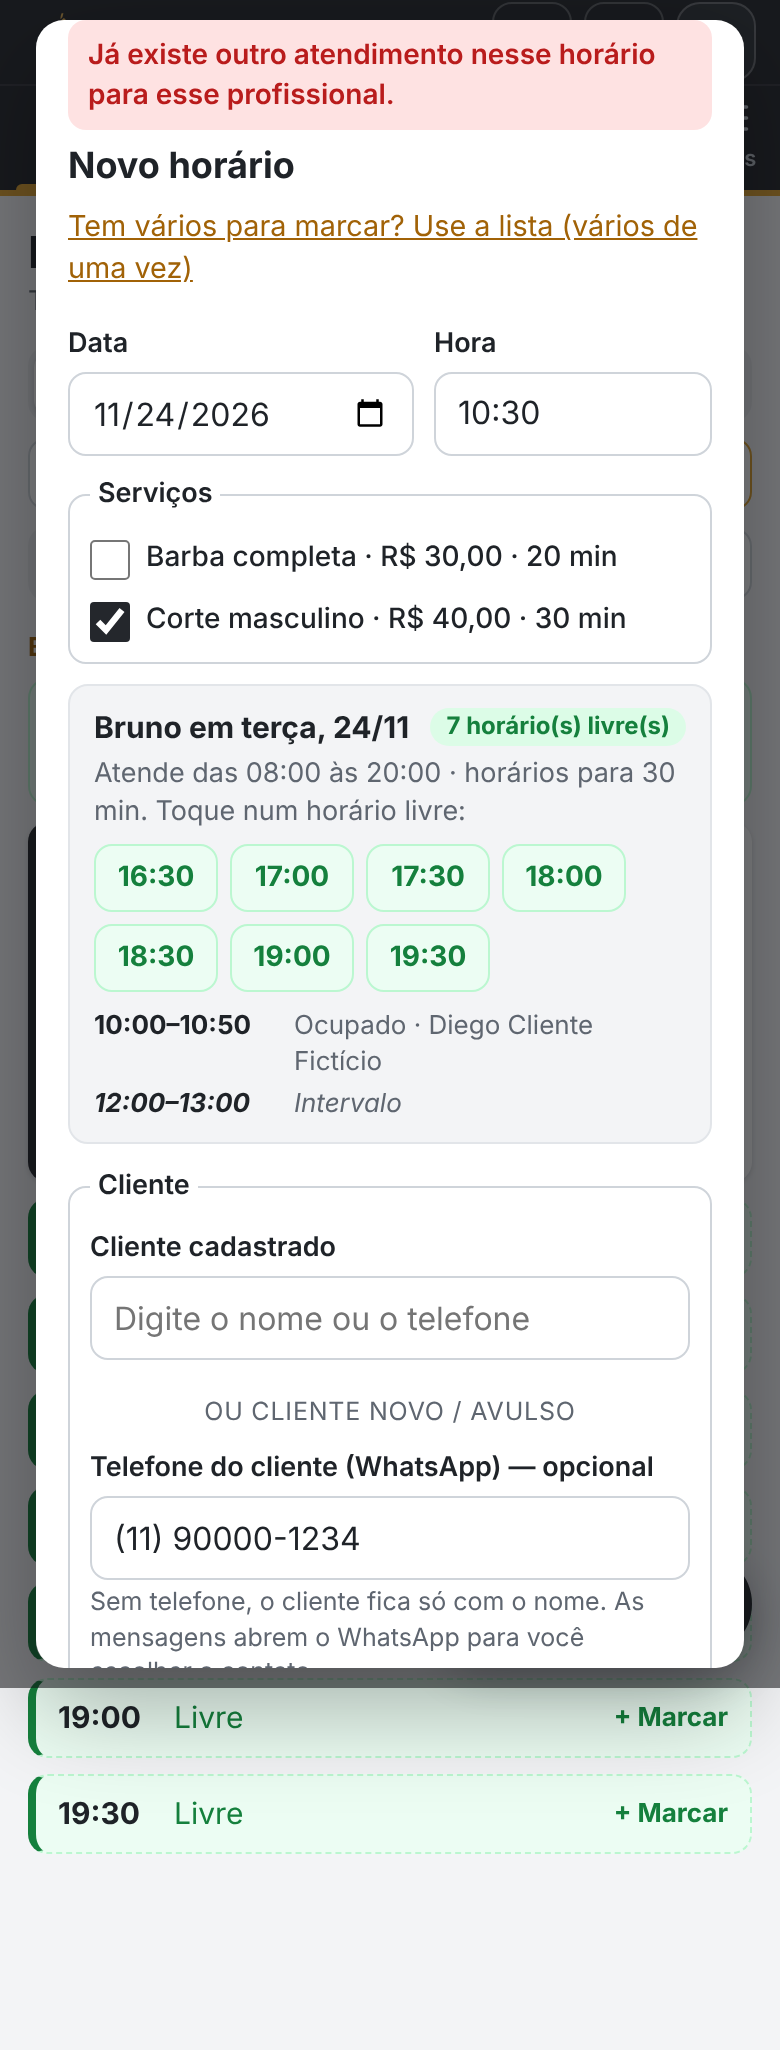 Já existe outro atendimento nesse horário
para esse profissional.
Novo horário
Tem vários para marcar? Use a lista (vários de
uma vez)
Data
Hora
11/24/2026
10:30
Serviços
Barba completa · R$ 30,00 · 20 min
Corte masculino · R$ 40,00 · 30 min
Bruno em terça, 24/11
7 horário(s) livre(s)
Atende das 08:00 às 20:00 · horários para 30
min. Toque num horário livre:
16:30 17:00 17:30 18:00
18:30 19:00 19:30
10:00–10:50 Ocupado · Diego Cliente
Fictício
12:00–13:00 Intervalo
Cliente
Cliente cadastrado
Digite o nome ou o telefone
OU CLIENTE NOVO / AVULSO
Telefone do cliente (WhatsApp) — opcional
(11) 90000-1234
Sem telefone, o cliente fica só com o nome. As
mensagens abrem o WhatsApp para você
19:00 Livre + Marcar
19:30 Livre + Marcar